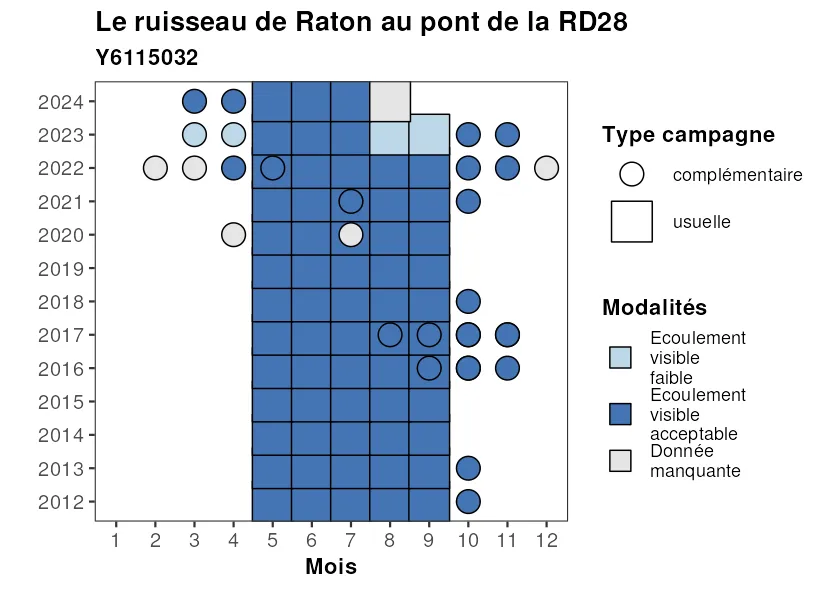 Le ruisseau de Raton au pont de la RD28
Y6115032
2024
2023
2022
2021
2020
2019
2018
2017
2016
2015
2014
2013
2012
1 2 3 4 5 6 7 8 9 10 11 12
Mois
Type campagne
complémentaire
usuelle
Modalités
Ecoulement
visible
faible
Ecoulement
visible
acceptable
Donnée
manquante